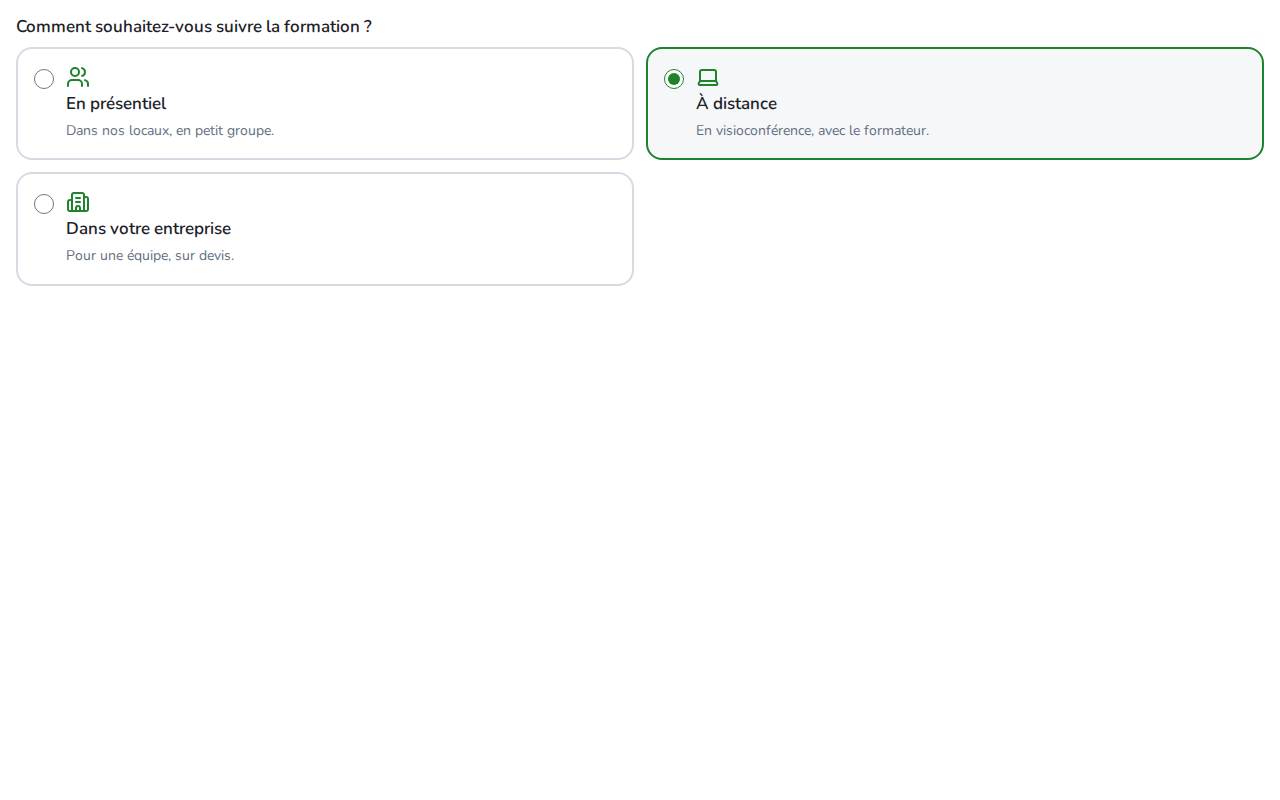 Comment souhaitez-vous suivre la formation ?
En présentiel
Dans nos locaux, en petit groupe.
À distance
En visioconférence, avec le formateur.
Dans votre entreprise
Pour une équipe, sur devis.